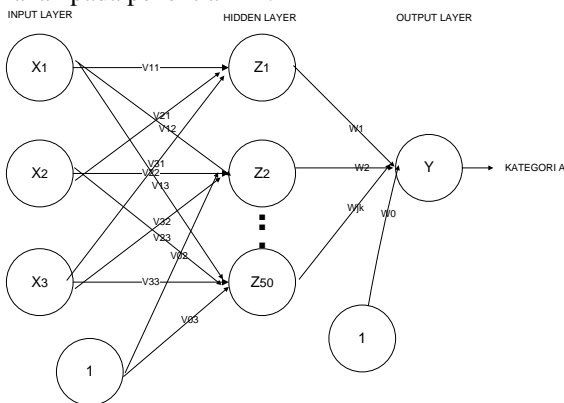 INPUT LAYER
HIDDEN LAYER
OUTPUT LAYER
X1
V11
Z1
V21
V12
W1
X2
V31
V22
V13
Z2
W2
Y
KATEGORI A
V32
V23
Wjk
W0
V02
X3
V33
Z50
V03
1
1